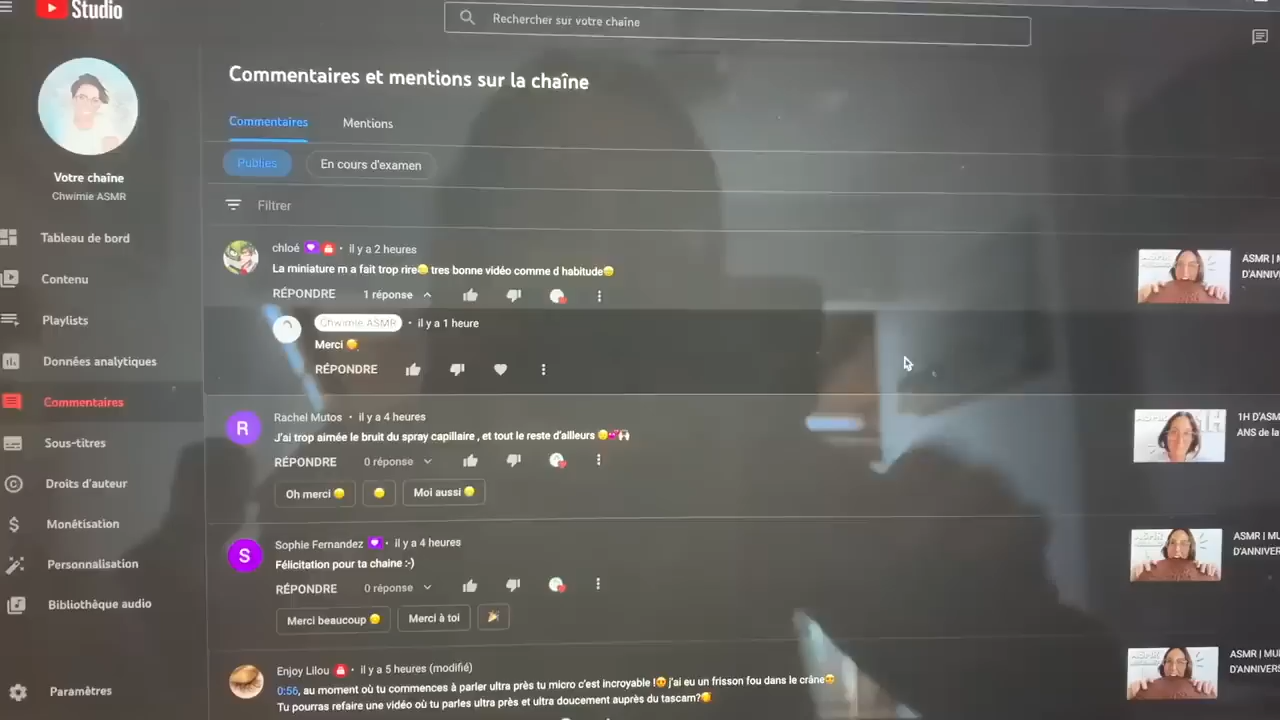 Studio
Rechercher sur votre chaîne
Commentaires et mentions sur la chaîne
Commentaires
Mentions
Publiés
En cours d'examen
Filtrer
Votre chaîne
Chwimie ASMR
Tableau de bord
Contenu
Playlists
Données analytiques
Commentaires
Sous-titres
Droits d'auteur
Monétisation
Personnalisation
Bibliothèque audio
Paramètres
chloé · il y a 2 heures
La miniature m a fait trop rire😂 tres bonne vidéo comme d habitude😊
RÉPONDRE 1 réponse
Chwimie ASMR · il y a 1 heure
Merci
RÉPONDRE
ASMR |
D'ANNIV
Rachel Mutos · il y a 4 heures
J'ai trop aimée le bruit du spray capillaire , et tout le reste d'ailleurs
RÉPONDRE 0 réponse
Oh merci
Moi aussi
1H D'ASM
ANS de la
Sophie Fernandez · il y a 4 heures
Félicitation pour ta chaine :-)
RÉPONDRE 0 réponse
Merci beaucoup
Merci à toi
ASMR | MU
D'ANNIVER
Enjoy Lilou · il y a 5 heures (modifié)
0:56, au moment où tu commences à parler ultra près tu micro c'est incroyable ! j'ai eu un frisson fou dans le crâne
Tu pourras refaire une vidéo où tu parles ultra près et ultra doucement auprès du tascam?
ASMR | MUL
D'ANNIVERS